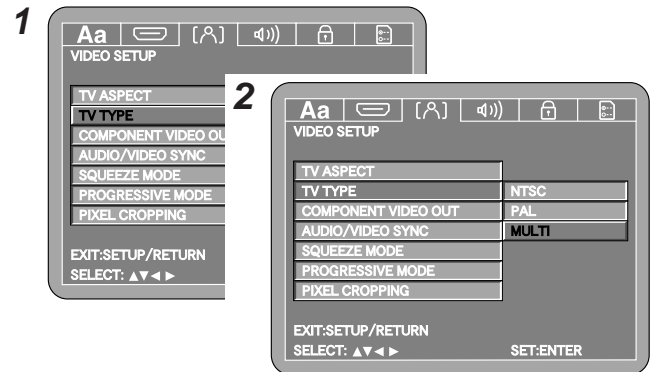 1
Aa
VIDEO SETUP
TV ASPECT
TV TYPE
COMPONENT VIDEO OU
AUDIO/VIDEO SYNC
SQUEEZE MODE
PROGRESSIVE MODE
PIXEL CROPPING
EXIT:SETUP/RETURN
SELECT: ▲▼◄ ►
2
Aa
VIDEO SETUP
TV ASPECT
TV TYPE NTSC
COMPONENT VIDEO OUT PAL
AUDIO/VIDEO SYNC MULTI
SQUEEZE MODE
PROGRESSIVE MODE
PIXEL CROPPING
EXIT:SETUP/RETURN
SELECT: ▲▼◄ ► SET:ENTER